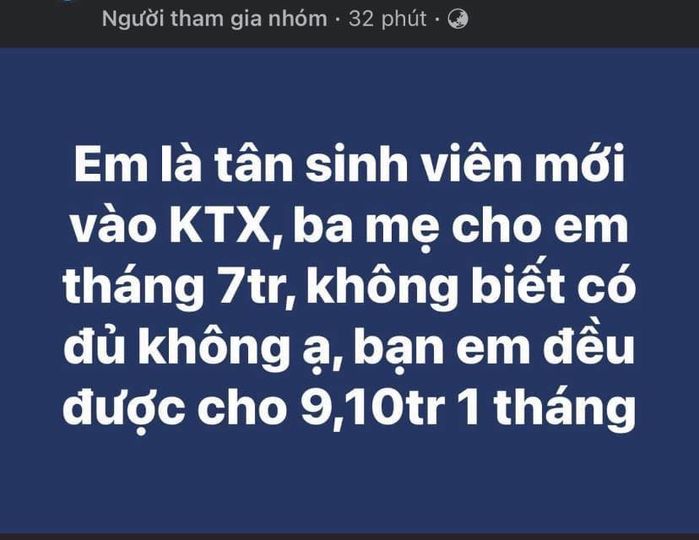 Người tham gia nhóm · 32 phút ·
Em là tân sinh viên mới
vào KTX, ba mẹ cho em
tháng 7tr, không biết có
đủ không ạ, bạn em đều
được cho 9,10tr 1 tháng